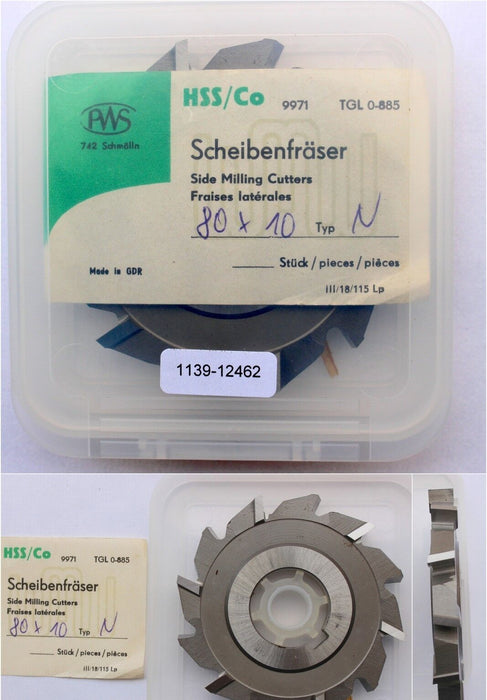 HSS/Co 9971 TGL 0-885
PWS
742 Schmölln
Scheibenfräser
Side Milling Cutters
Fraises latérales
80 x 10 Typ N
Made in GDR
Stück/pieces/pièces
III/18/115 Lp
1139-12462
HSS/Co 9971 TGL 0-885
Scheibenfräser
Side Milling Cutters
Fraises latérales
80 x 10 Typ N
Stück/pieces/pièces
III/18/115 Lp